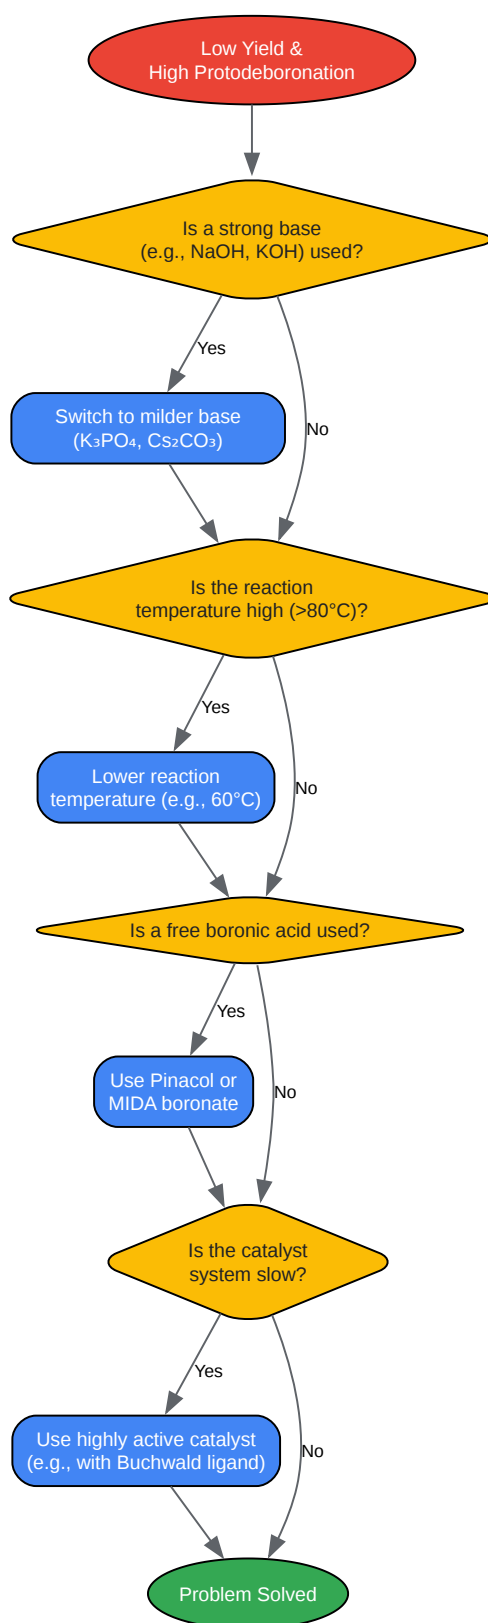 Low Yield &
High Protodeboronation
Is a strong base
(e.g., NaOH, KOH) used?
Yes
Switch to milder base
(K₃PO₄, Cs₂CO₃)
No
Is the reaction
temperature high (>80°C)?
Yes
Lower reaction
temperature (e.g., 60°C)
No
Is a free boronic acid used?
Yes
Use Pinacol or
MIDA boronate
No
Is the catalyst
system slow?
Yes
Use highly active catalyst
(e.g., with Buchwald ligand)
No
Problem Solved